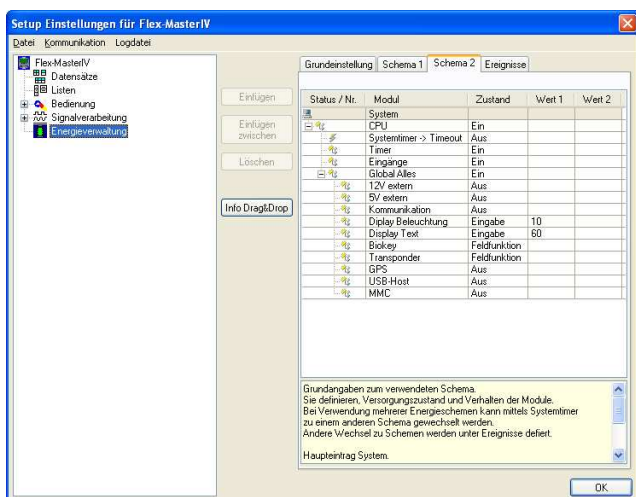 Setup Einstellungen für Flex-MasterIV
Datei Kommunikation Logdatei
Flex-MasterIV
Datensätze
Listen
Bedienung
Signalverarbeitung
Energieverwaltung
Einfügen
Einfügen zwischen
Löschen
Info Drag&Drop
Grundeinstellung Schema 1 Schema 2 Ereignisse
Status / Nr. Modul Zustand Wert 1 Wert 2
System
CPU Ein
Systemtimer -> Timeout Aus
Timer Ein
Eingänge Ein
Global Alles Ein
12V extern Aus
5V extern Aus
Kommunikation Aus
Diplay Beleuchtung Eingabe 10
Display Text Eingabe 60
Biokey Feldfunktion
Transponder Feldfunktion
GPS Aus
USB-Host Aus
MMC Aus
Grundangaben zum verwendeten Schema.
Sie definieren, Versorgungszustand und Verhalten der Module.
Bei Verwendung mehrerer Energieschemen kann mittels Systemtimer
zu einem anderen Schema gewechselt werden.
Andere Wechsel zu Schemen werden unter Ereignisse defiert.
Haupteintrag System.
OK